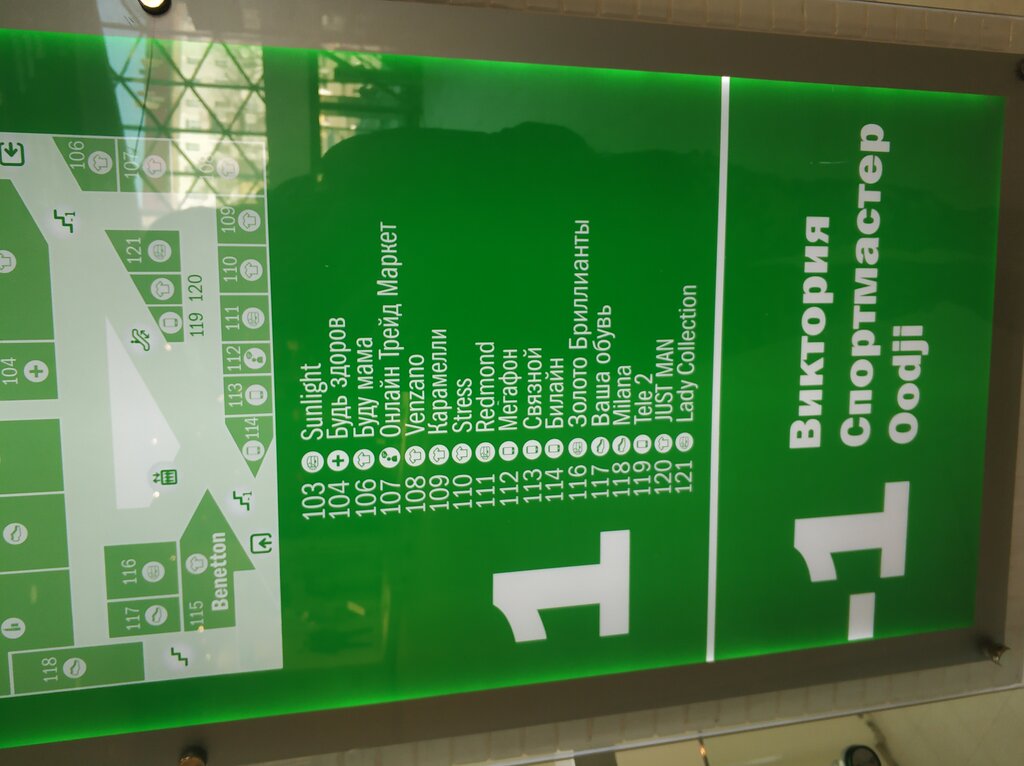 106
107
104
121
109
110
119 120
111
112
113
114
-1
-1
116
117
115
Benetton
118
1
103 Sunlight
104 Будь здоров
106 Буду мама
107 Онлайн Трейд Маркет
108 Venzano
109 Карамелли
110 Stress
111 Redmond
112 Мегафон
113 Связной
114 Билайн
116 Золото Бриллианты
117 Ваша обувь
118 Milana
119 Tele 2
120 JUST MAN
121 Lady Collection
-1
Виктория
Спортмастер
Oodji